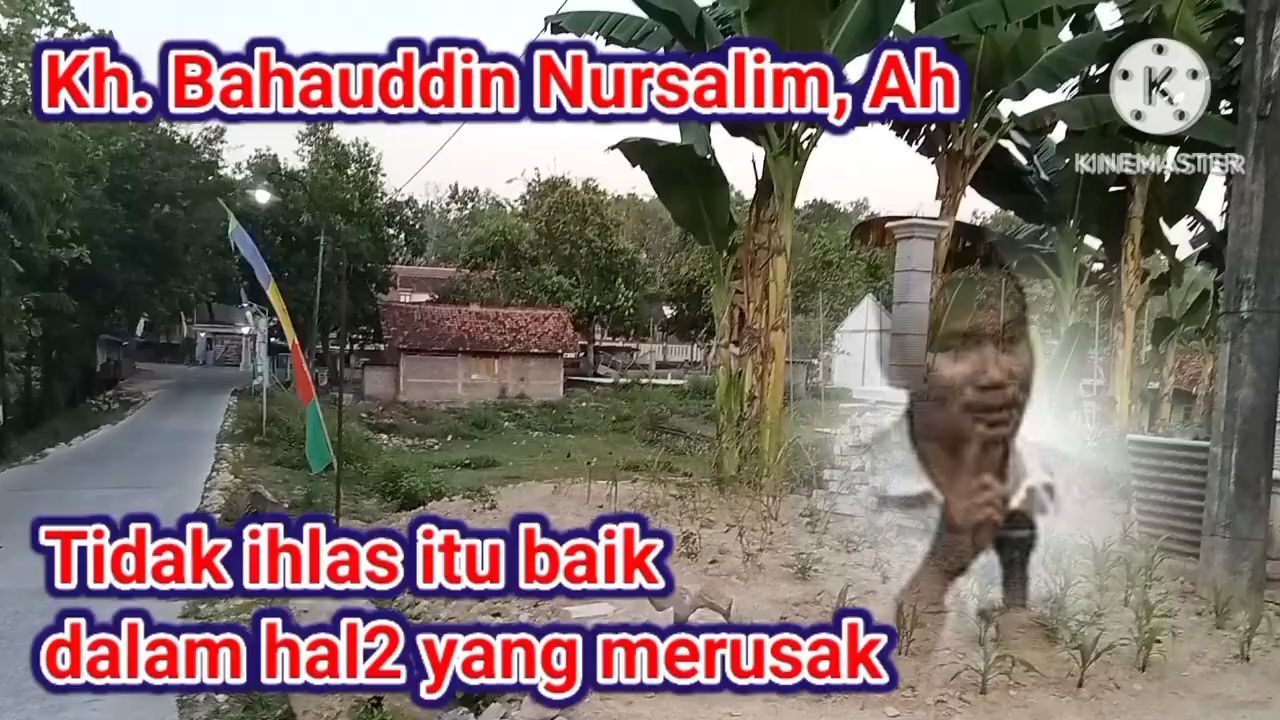 Kh. Bahauddin Nursalim, Ah
K
KINEMASTER
Tidak ihlas itu baik
dalam hal2 yang merusak